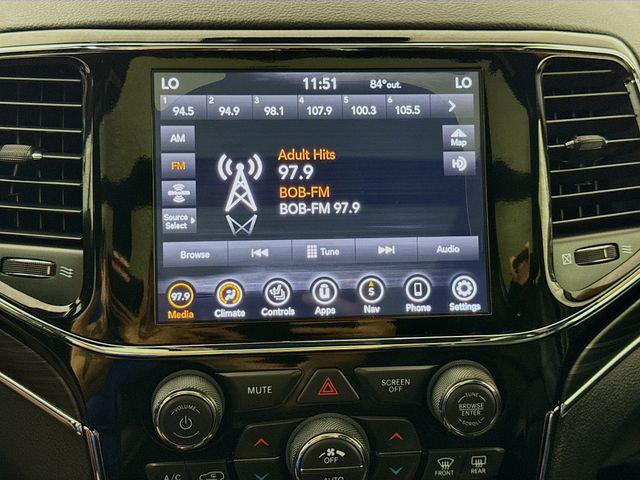 LO 11:51 84°out. LO
1 94.5 2 94.9 3 98.1 4 107.9 5 100.3 6 105.5
AM
FM
Source
Select
Adult Hits
97.9
BOB-FM
BOB-FM 97.9
Map
HD
Browse Tune Audio
97.9 S
Media Climate Controls Apps Nav Phone Settings
VOLUME
MUTE
SCREEN
OFF
TUNE
BROWSE
ENTER
SCROLL
OFF
A/C
AUTO
FRONT REAR